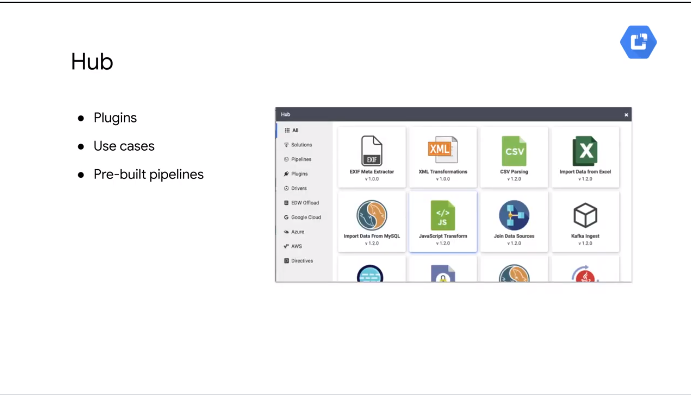 Hub
● Plugins
● Use cases
● Pre-built pipelines
Hub
All
Solutions
Pipelines
Plugins
Drivers
EDW Offload
Google Cloud
Azure
AWS
Directives
EXIF
EXIF Meta Extractor
v 1.0.0
XML
XML Transformations
v 1.0.0
CSV
CSV Parsing
v 1.2.0
X
Import Data from Excel
v 1.2.0
Import Data From MySQL
v 1.2.0
</>
JS
JavaScript Transform
v 1.2.0
Join Data Sources
v 1.2.0
Kafka Ingest
v 1.2.0